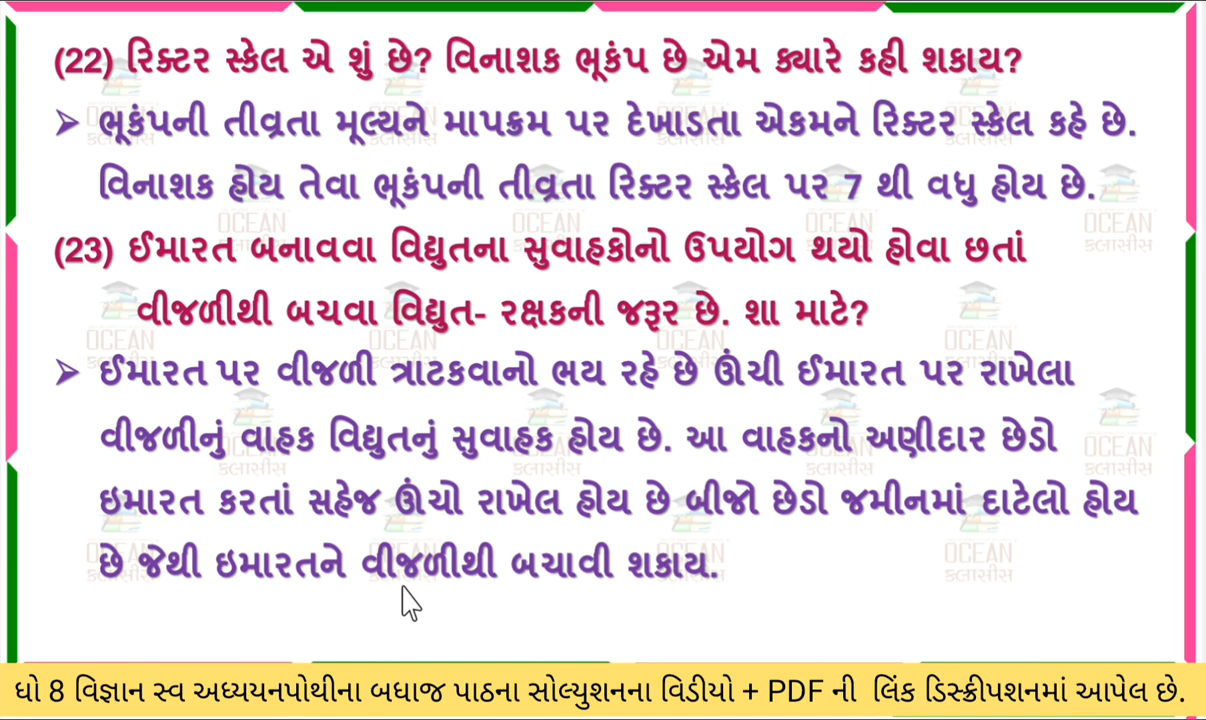 (22) રિક્ટર સ્કેલ એ શું છે? વિનાશક ભૂકંપ છે એમ ક્યારે કહી શકાય?
➢ ભૂકંપની તીવ્રતા મૂલ્યને માપક્રમ પર દેખાડતા એકમને રિક્ટર સ્કેલ કહે છે.
વિનાશક હોય તેવા ભૂકંપની તીવ્રતા રિક્ટર સ્કેલ પર 7 થી વધુ હોય છે.
(23) ઈમારત બનાવવા વિદ્યુતના સુવાહકોનો ઉપયોગ થયો હોવા છતાં
વીજળીથી બચવા વિદ્યુત- રક્ષકની જરૂર છે. શા માટે?
➢ ઈમારત પર વીજળી ત્રાટકવાનો ભય રહે છે ઊંચી ઈમારત પર રાખેલા
વીજળીનું વાહક વિદ્યુતનું સુવાહક હોય છે. આ વાહકનો અણીદાર છેડો
ઇમારત કરતાં સહેજ ઊંચો રાખેલ હોય છે બીજો છેડો જમીનમાં દાટેલો હોય
છે જેથી ઇમારતને વીજળીથી બચાવી શકાય.
OCEAN
ક્લાસીસ
ધો 8 વિજ્ઞાન સ્વ અધ્યયનપોથીના બધાજ પાઠના સોલ્યુશનના વિડીયો + PDF ની લિંક ડિસ્ક્રીપશનમાં આપેલ છે.